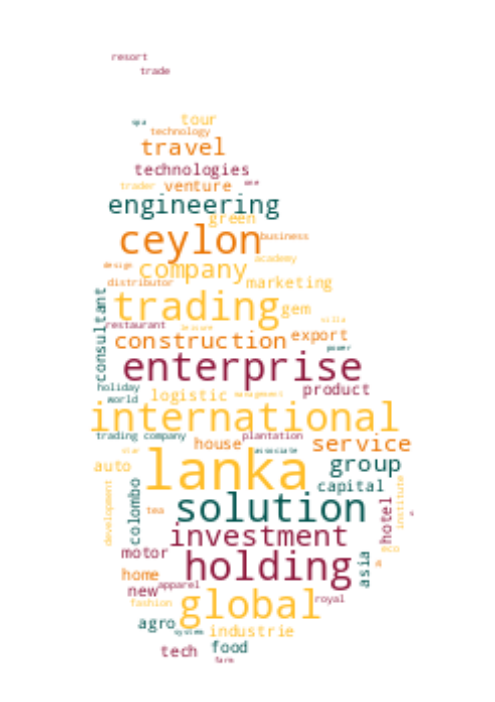 resort
trade
spa
tour
technology
travel
technologies
trader venture one
engineering
green
ceylon business
academy
design company
distributor marketing
consultant
trading gem
villa
restaurant leisure
construction export
power
enterprise
holiday product
world logistic management
international
trading company plantation
house service
star associate
lanka
auto group
development
colombo
capital
institute
solution
tea
hotel
investment
motor eco
holding
asia
a
home
new apparel
global royal
fashion
agro system industrie
tech food
farm